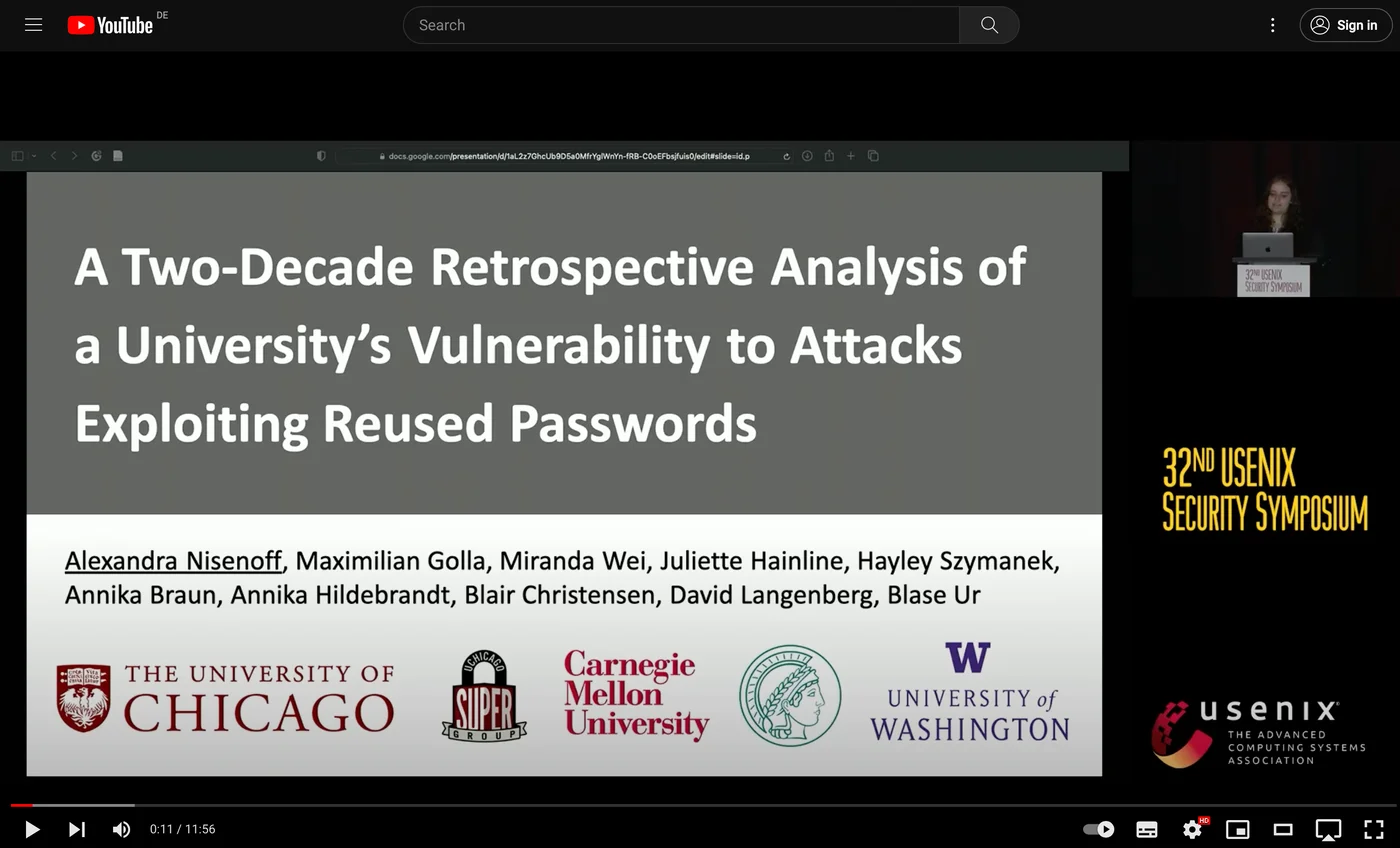 YouTube DE
Search
Sign in
docs.google.com/presentation/d/1aL2z7GhcUb9D5a0MfrYglWnYn-fRB-C0oEFbsjfuis0/edit#slide=id.p
A Two-Decade Retrospective Analysis of
a University's Vulnerability to Attacks
Exploiting Reused Passwords
32ND USENIX
SECURITY SYMPOSIUM
32ND USENIX
SECURITY SYMPOSIUM
Alexandra Nisenoff, Maximilian Golla, Miranda Wei, Juliette Hainline, Hayley Szymanek,
Annika Braun, Annika Hildebrandt, Blair Christensen, David Langenberg, Blase Ur
THE UNIVERSITY OF
CHICAGO
UCHICAGO
SUPER
GROUP
Carnegie
Mellon
University
W
UNIVERSITY of
WASHINGTON
usenix
THE ADVANCED
COMPUTING SYSTEMS
ASSOCIATION
0:11 / 11:56
HD